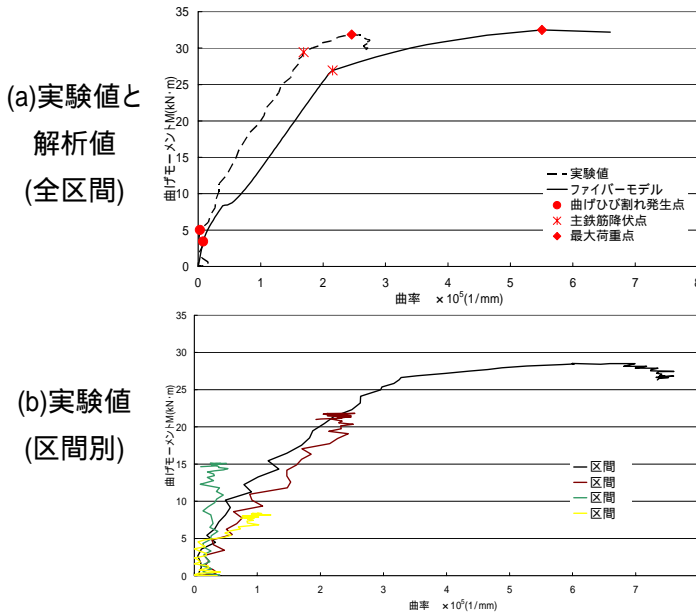 (a)実験値と
解析値
(全区間)
曲げモーメントM(kN·m)
35
30
25
20
15
10
5
0
0 1 2 3 4 5 6 7 8
曲率 ×10⁵(1/mm)
実験値
ファイバーモデル
曲げひび割れ発生点
主鉄筋降伏点
最大荷重点
(b)実験値
(区間別)
曲げモーメントM(kN·m)
35
30
25
20
15
10
5
0
0 1 2 3 4 5 6 7 8
曲率 ×10⁵(1/mm)
区間
区間
区間
区間